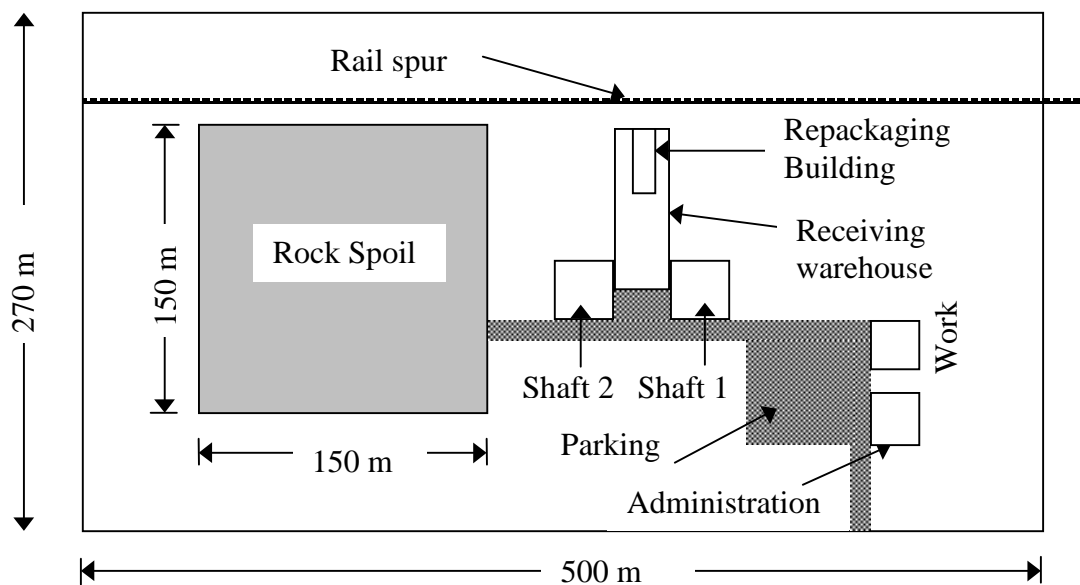 Rail spur
Repackaging
Building
Rock Spoil
Receiving
warehouse
270 m
150 m
Work
Shaft 2
Shaft 1
Parking
150 m
Administration
500 m